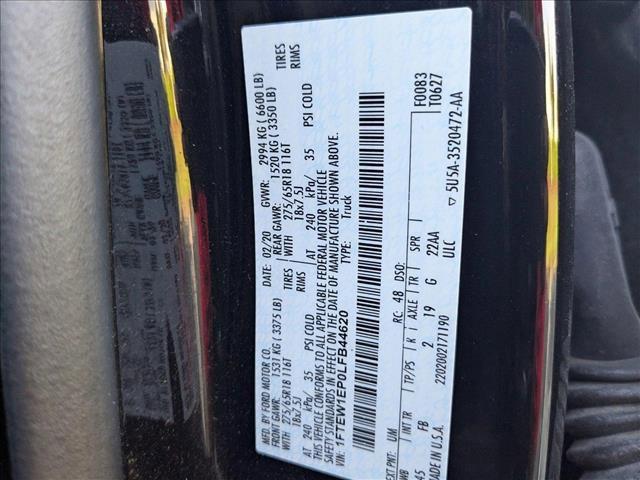 MFD. BY FORD MOTOR CO.
DATE: 02/20 GVWR: 2994 KG ( 6600 LB)
FRONT GAWR: 1531 KG ( 3375 LB) REAR GAWR: 1520 KG ( 3350 LB)
WITH 275/65R18 116T TIRES WITH 275/65R18 116T TIRES
18x7.5J RIMS 18x7.5J RIMS
AT 240 kPa/ 35 PSI COLD AT 240 kPa/ 35 PSI COLD
THIS VEHICLE CONFORMS TO ALL APPLICABLE FEDERAL MOTOR VEHICLE
STANDARDS IN EFFECT ON THE DATE OF MANUFACTURE SHOWN ABOVE.
VIN: 1FTEW1EP0LFB44620 TYPE: Truck
F0083
T0627
EXT PNT: UM RC: 48 DSO:
WB INT TR TP/PS R AXLE TR SPR
145 FB 2 19 G 22AA
MADE IN U.S.A. 2202002171190 ULC
▽ 5U5A-3520472-AA